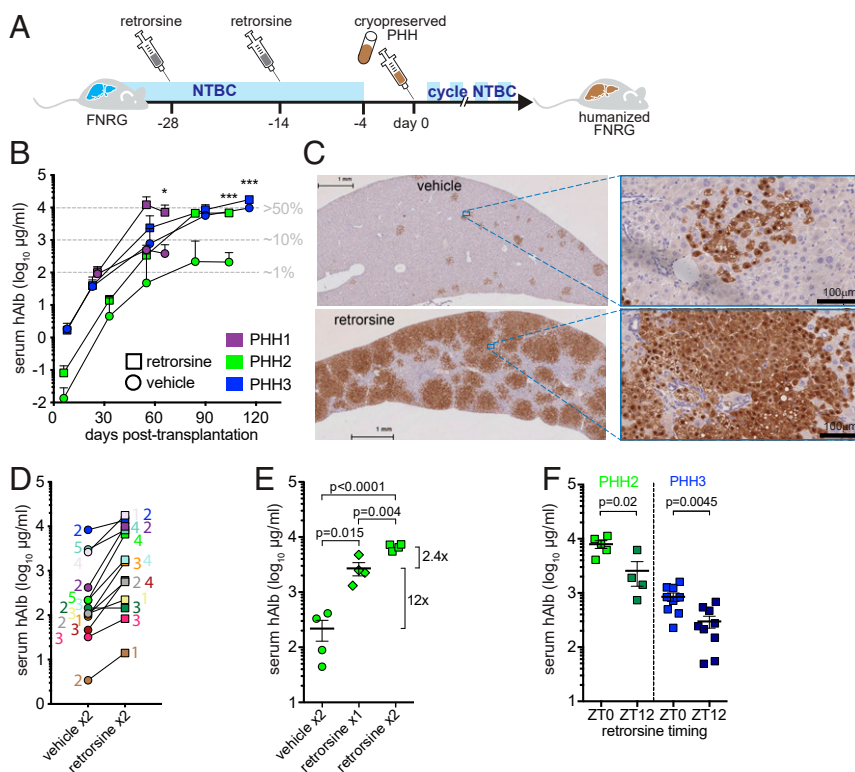 A
retrorsine
retrorsine
cryopreserved
PHH
NTBC
cycle NTBC
FNRG
-28
-14
-4
day 0
humanized
FNRG
B
serum hAlb (log10 µg/ml)
5
4
3
2
1
0
-1
-2
*
***
***
>50%
~10%
~1%
retrorsine
vehicle
PHH1
PHH2
PHH3
0
30
60
90
120
days post-transplantation
C
1 mm
vehicle
100µm
retrorsine
1 mm
100µm
D
serum hAlb (log10 µg/ml)
5
4
3
2
1
0
vehicle x2
retrorsine x2
E
serum hAlb (log10 µg/ml)
5
4
3
2
1
p<0.0001
p=0.004
p=0.015
2.4x
12x
vehicle x2
retrorsine x1
retrorsine x2
F
PHH2
PHH3
serum hAlb (log10 µg/ml)
5
4
3
2
1
p=0.02
p=0.0045
ZT0
ZT12
ZT0
ZT12
retrorsine timing